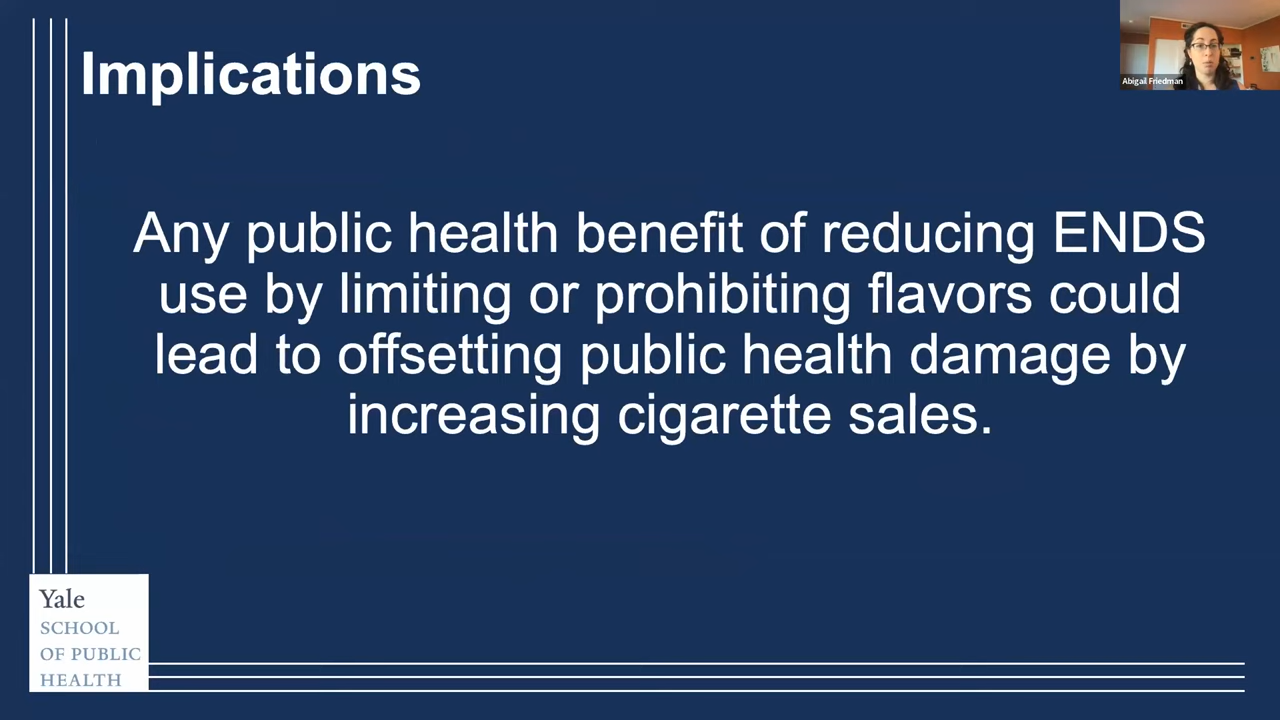 Implications
Abigail Friedman
Any public health benefit of reducing ENDS
use by limiting or prohibiting flavors could
lead to offsetting public health damage by
increasing cigarette sales.
Yale
SCHOOL
OF PUBLIC
HEALTH